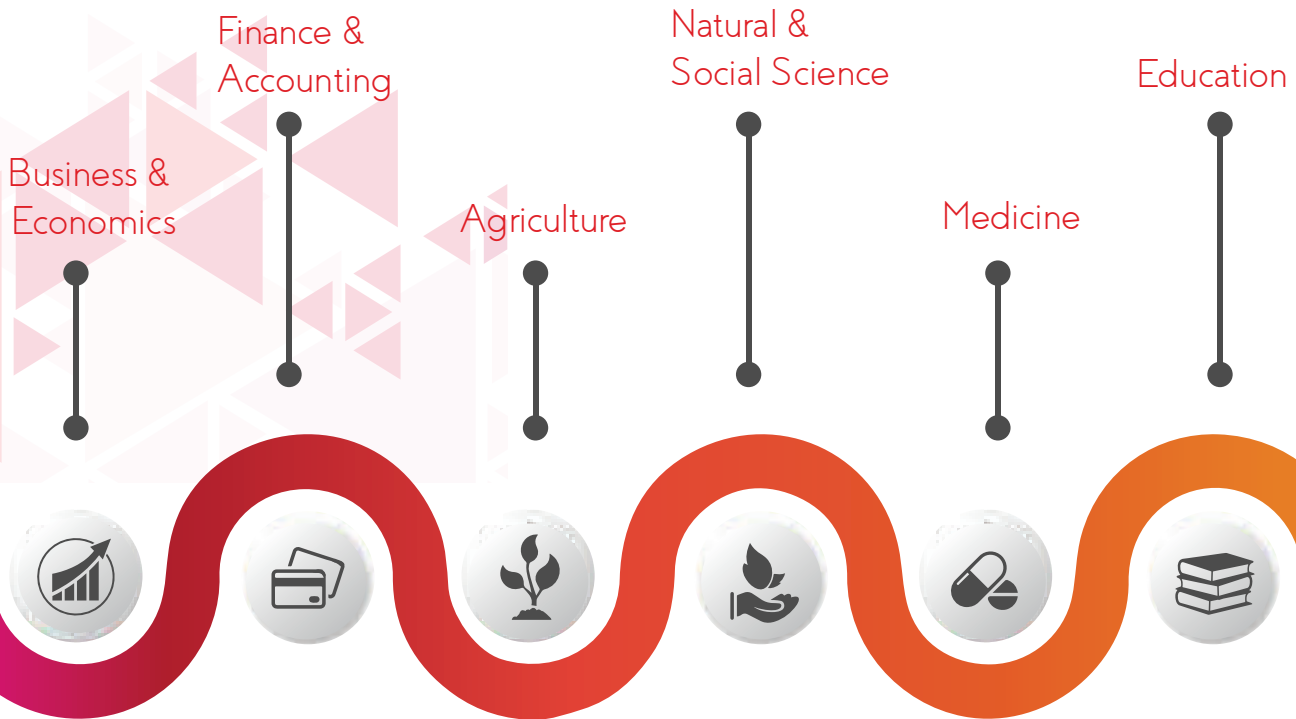 Business &
Economics
Finance &
Accounting
Agriculture
Natural &
Social Science
Medicine
Education